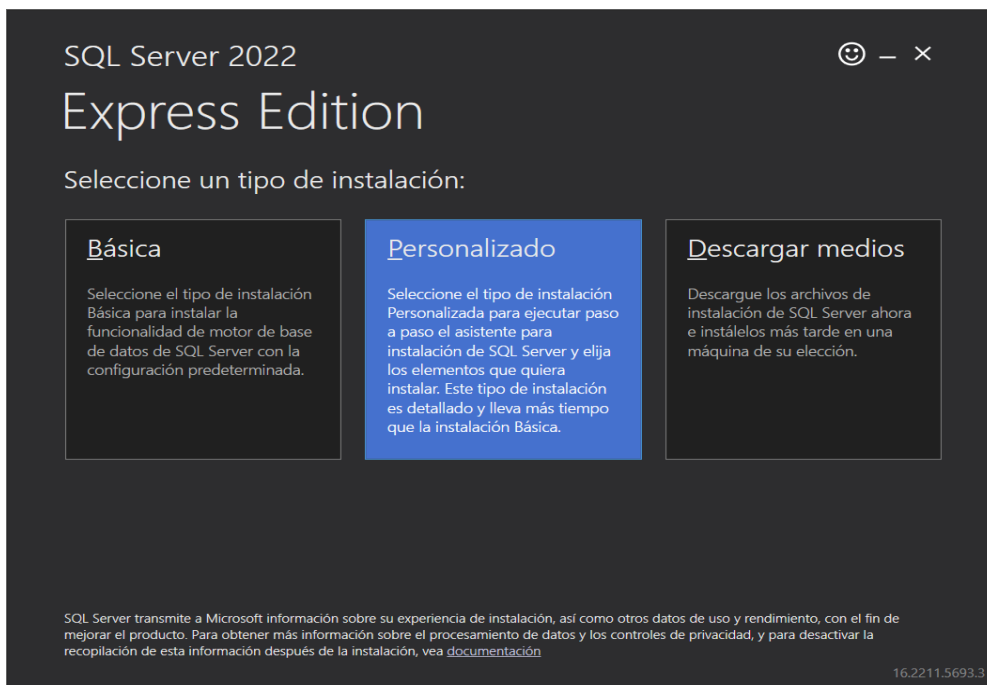 SQL Server 2022
Express Edition
Seleccione un tipo de instalación:
Básica
Seleccione el tipo de instalación
Básica para instalar la
funcionalidad de motor de base
de datos de SQL Server con la
configuración predeterminada.
Personalizado
Seleccione el tipo de instalación
Personalizada para ejecutar paso
a paso el asistente para
instalación de SQL Server y elija
los elementos que quiera
instalar. Este tipo de instalación
es detallado y lleva más tiempo
que la instalación Básica.
Descargar medios
Descargue los archivos de
instalación de SQL Server ahora
e instálelos más tarde en una
máquina de su elección.
SQL Server transmite a Microsoft información sobre su experiencia de instalación, así como otros datos de uso y rendimiento, con el fin de
mejorar el producto. Para obtener más información sobre el procesamiento de datos y los controles de privacidad, y para desactivar la
recopilación de esta información después de la instalación, vea documentación
16.2211.5693.3